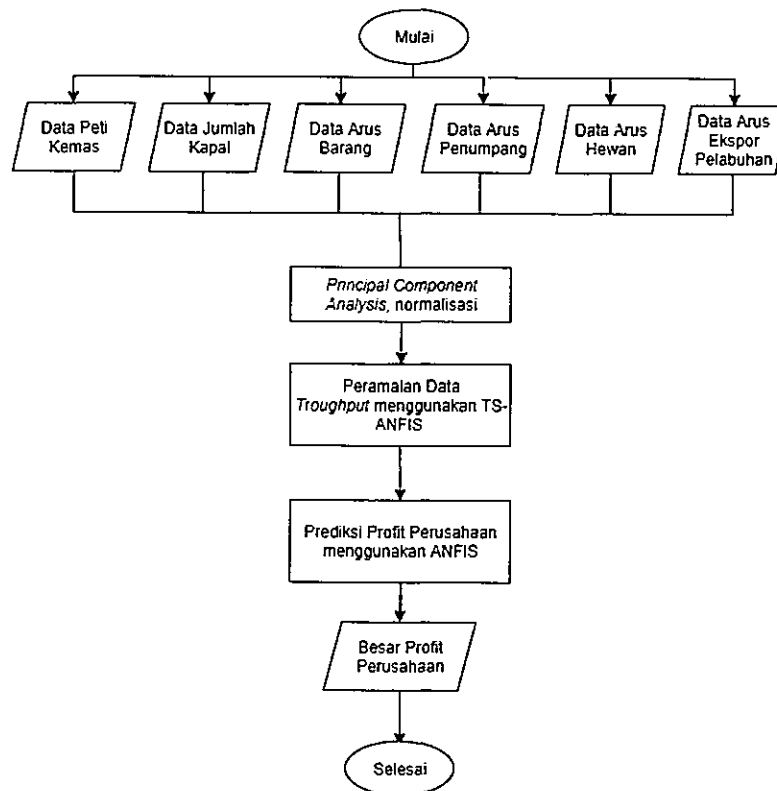 Mulai
Data Peti
Kemas
Data Jumlah
Kapal
Data Arus
Barang
Data Arus
Penumpang
Data Arus
Hewan
Data Arus
Ekspor
Pelabuhan
Principal Component
Analysis, normalisasi
Peramalan Data
Troughput menggunakan TS-
ANFIS
Prediksi Profit Perusahaan
menggunakan ANFIS
Besar Profit
Perusahaan
Selesai